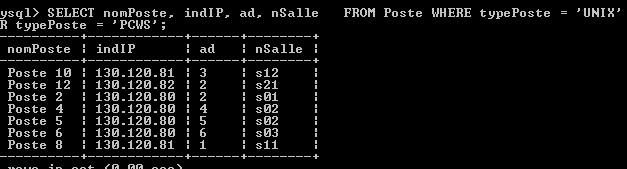 ysql> SELECT nomPoste, indIP, ad, nSalle FROM Poste WHERE typePoste = 'UNIX'
R typePoste = 'PCWS';
nomPoste | indIP | ad | nSalle
Poste 10 | 130.120.81 | 3 | s12
Poste 12 | 130.120.82 | 2 | s21
Poste 2 | 130.120.80 | 2 | s01
Poste 4 | 130.120.80 | 4 | s02
Poste 5 | 130.120.80 | 5 | s02
Poste 6 | 130.120.80 | 6 | s03
Poste 8 | 130.120.81 | 1 | s11
rows in set (0.00 sec)